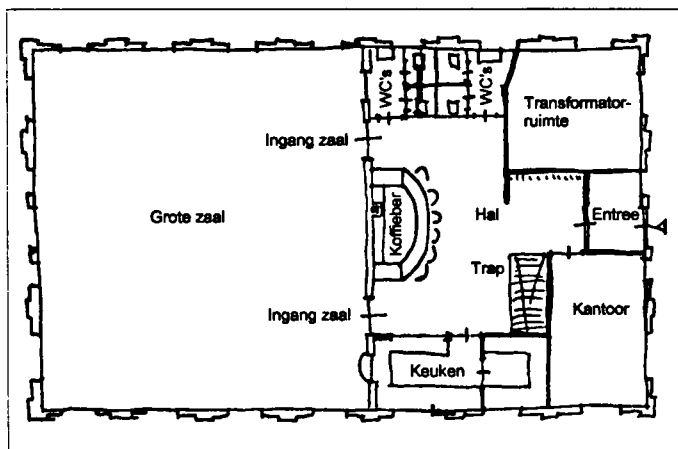 WC's
WC's
Transformator-
ruimte
Ingang zaal
Grote zaal
Koffiebar
Hal
Entree
Trap
Ingang zaal
Kantoor
Keuken